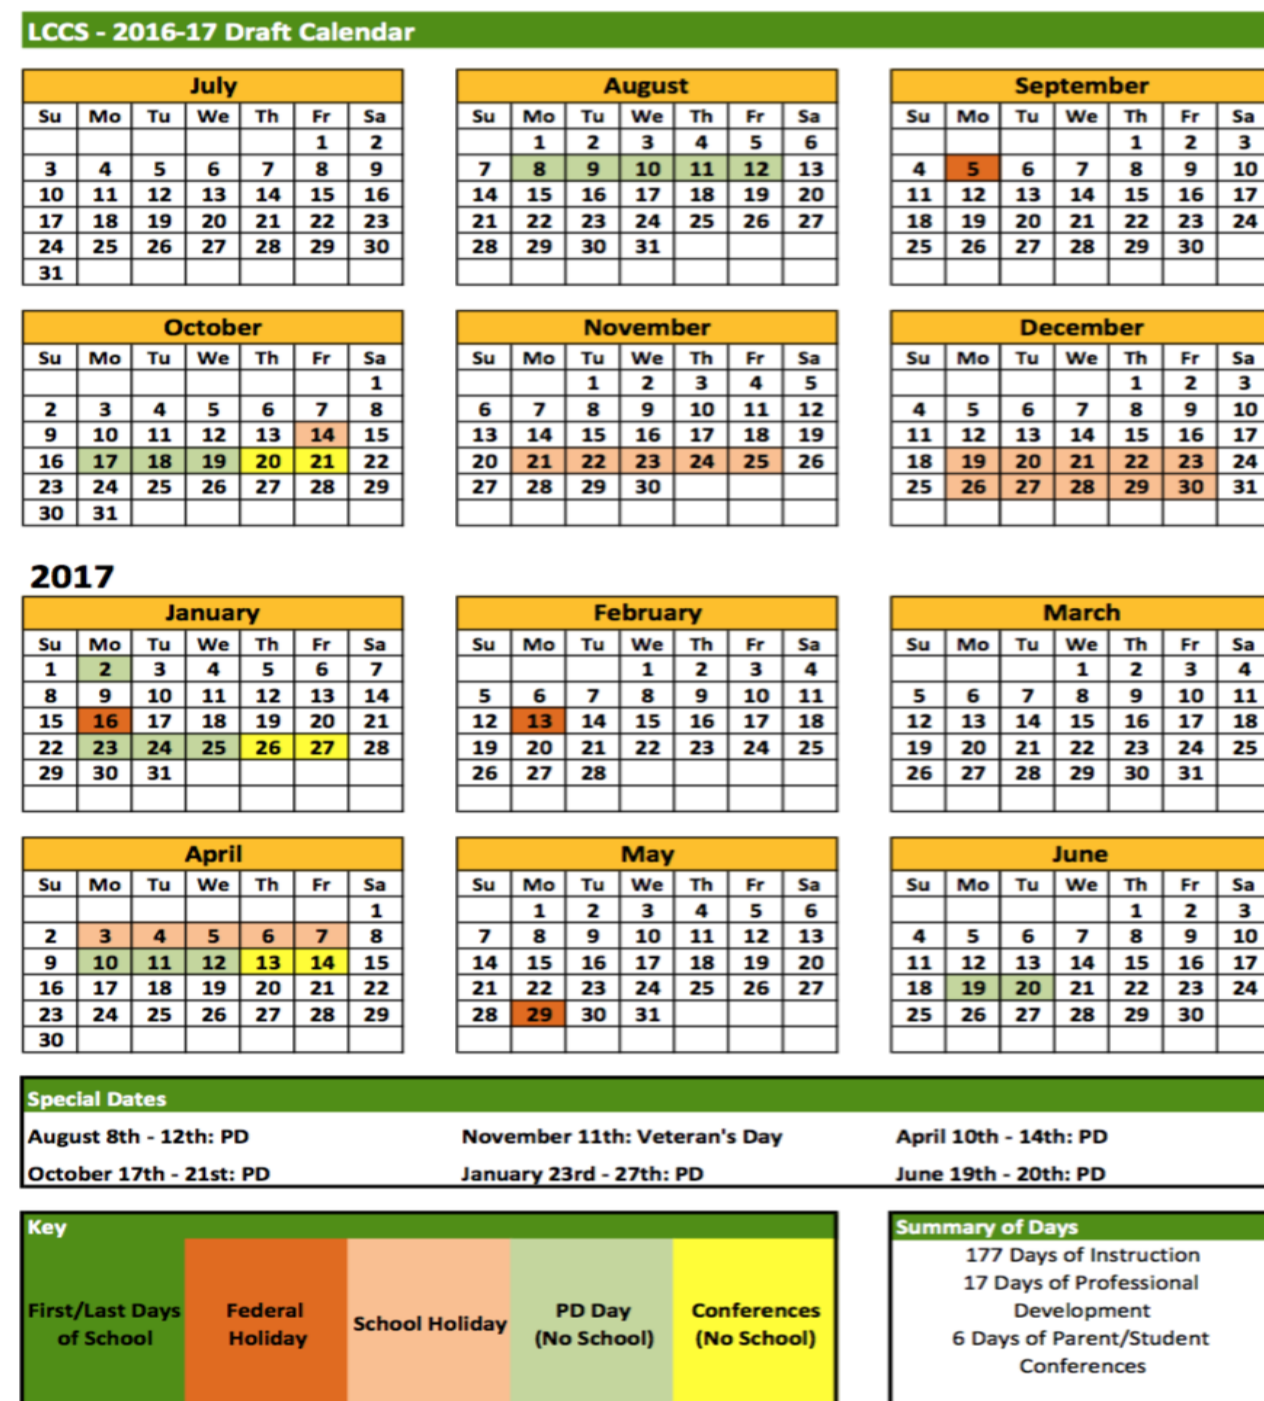 LCCS - 2016-17 Draft Calendar
July August September
Su Mo Tu We Th Fr Sa Su Mo Tu We Th Fr Sa Su Mo Tu We Th Fr Sa
1 2 1 2 3 4 5 6 1 2 3
3 4 5 6 7 8 9 7 8 9 10 11 12 13 4 5 6 7 8 9 10
10 11 12 13 14 15 16 14 15 16 17 18 19 20 11 12 13 14 15 16 17
17 18 19 20 21 22 23 21 22 23 24 25 26 27 18 19 20 21 22 23 24
24 25 26 27 28 29 30 28 29 30 31 25 26 27 28 29 30
31
October November December
Su Mo Tu We Th Fr Sa Su Mo Tu We Th Fr Sa Su Mo Tu We Th Fr Sa
1 1 2 3 4 5 1 2 3
2 3 4 5 6 7 8 6 7 8 9 10 11 12 4 5 6 7 8 9 10
9 10 11 12 13 14 15 13 14 15 16 17 18 19 11 12 13 14 15 16 17
16 17 18 19 20 21 22 20 21 22 23 24 25 26 18 19 20 21 22 23 24
23 24 25 26 27 28 29 27 28 29 30 25 26 27 28 29 30 31
30 31
2017
January February March
Su Mo Tu We Th Fr Sa Su Mo Tu We Th Fr Sa Su Mo Tu We Th Fr Sa
1 2 3 4 5 6 7 1 2 3 4 1 2 3 4
8 9 10 11 12 13 14 5 6 7 8 9 10 11 5 6 7 8 9 10 11
15 16 17 18 19 20 21 12 13 14 15 16 17 18 12 13 14 15 16 17 18
22 23 24 25 26 27 28 19 20 21 22 23 24 25 19 20 21 22 23 24 25
29 30 31 26 27 28 26 27 28 29 30 31
April May June
Su Mo Tu We Th Fr Sa Su Mo Tu We Th Fr Sa Su Mo Tu We Th Fr Sa
1 1 2 3 4 5 6 1 2 3
2 3 4 5 6 7 8 7 8 9 10 11 12 13 4 5 6 7 8 9 10
9 10 11 12 13 14 15 14 15 16 17 18 19 20 11 12 13 14 15 16 17
16 17 18 19 20 21 22 21 22 23 24 25 26 27 18 19 20 21 22 23 24
23 24 25 26 27 28 29 28 29 30 31 25 26 27 28 29 30
30
Special Dates
August 8th - 12th: PD November 11th: Veteran's Day April 10th - 14th: PD
October 17th - 21st: PD January 23rd - 27th: PD June 19th - 20th: PD
Key
First/Last Days
of School
Federal
Holiday
School Holiday
PD Day
(No School)
Conferences
(No School)
Summary of Days
177 Days of Instruction
17 Days of Professional
Development
6 Days of Parent/Student
Conferences